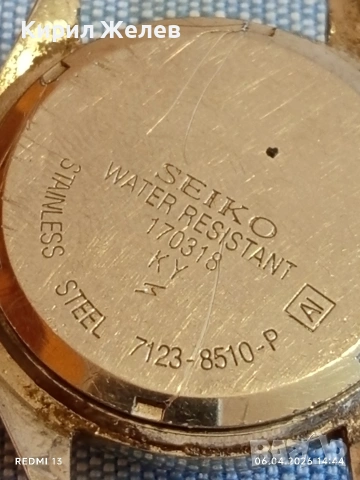 Кирил Желев
SEIKO
WATER RESISTANT
170318
KY
STAINLESS STEEL 7123-8510-P AI
REDMI 13
06.04.2026 14:44